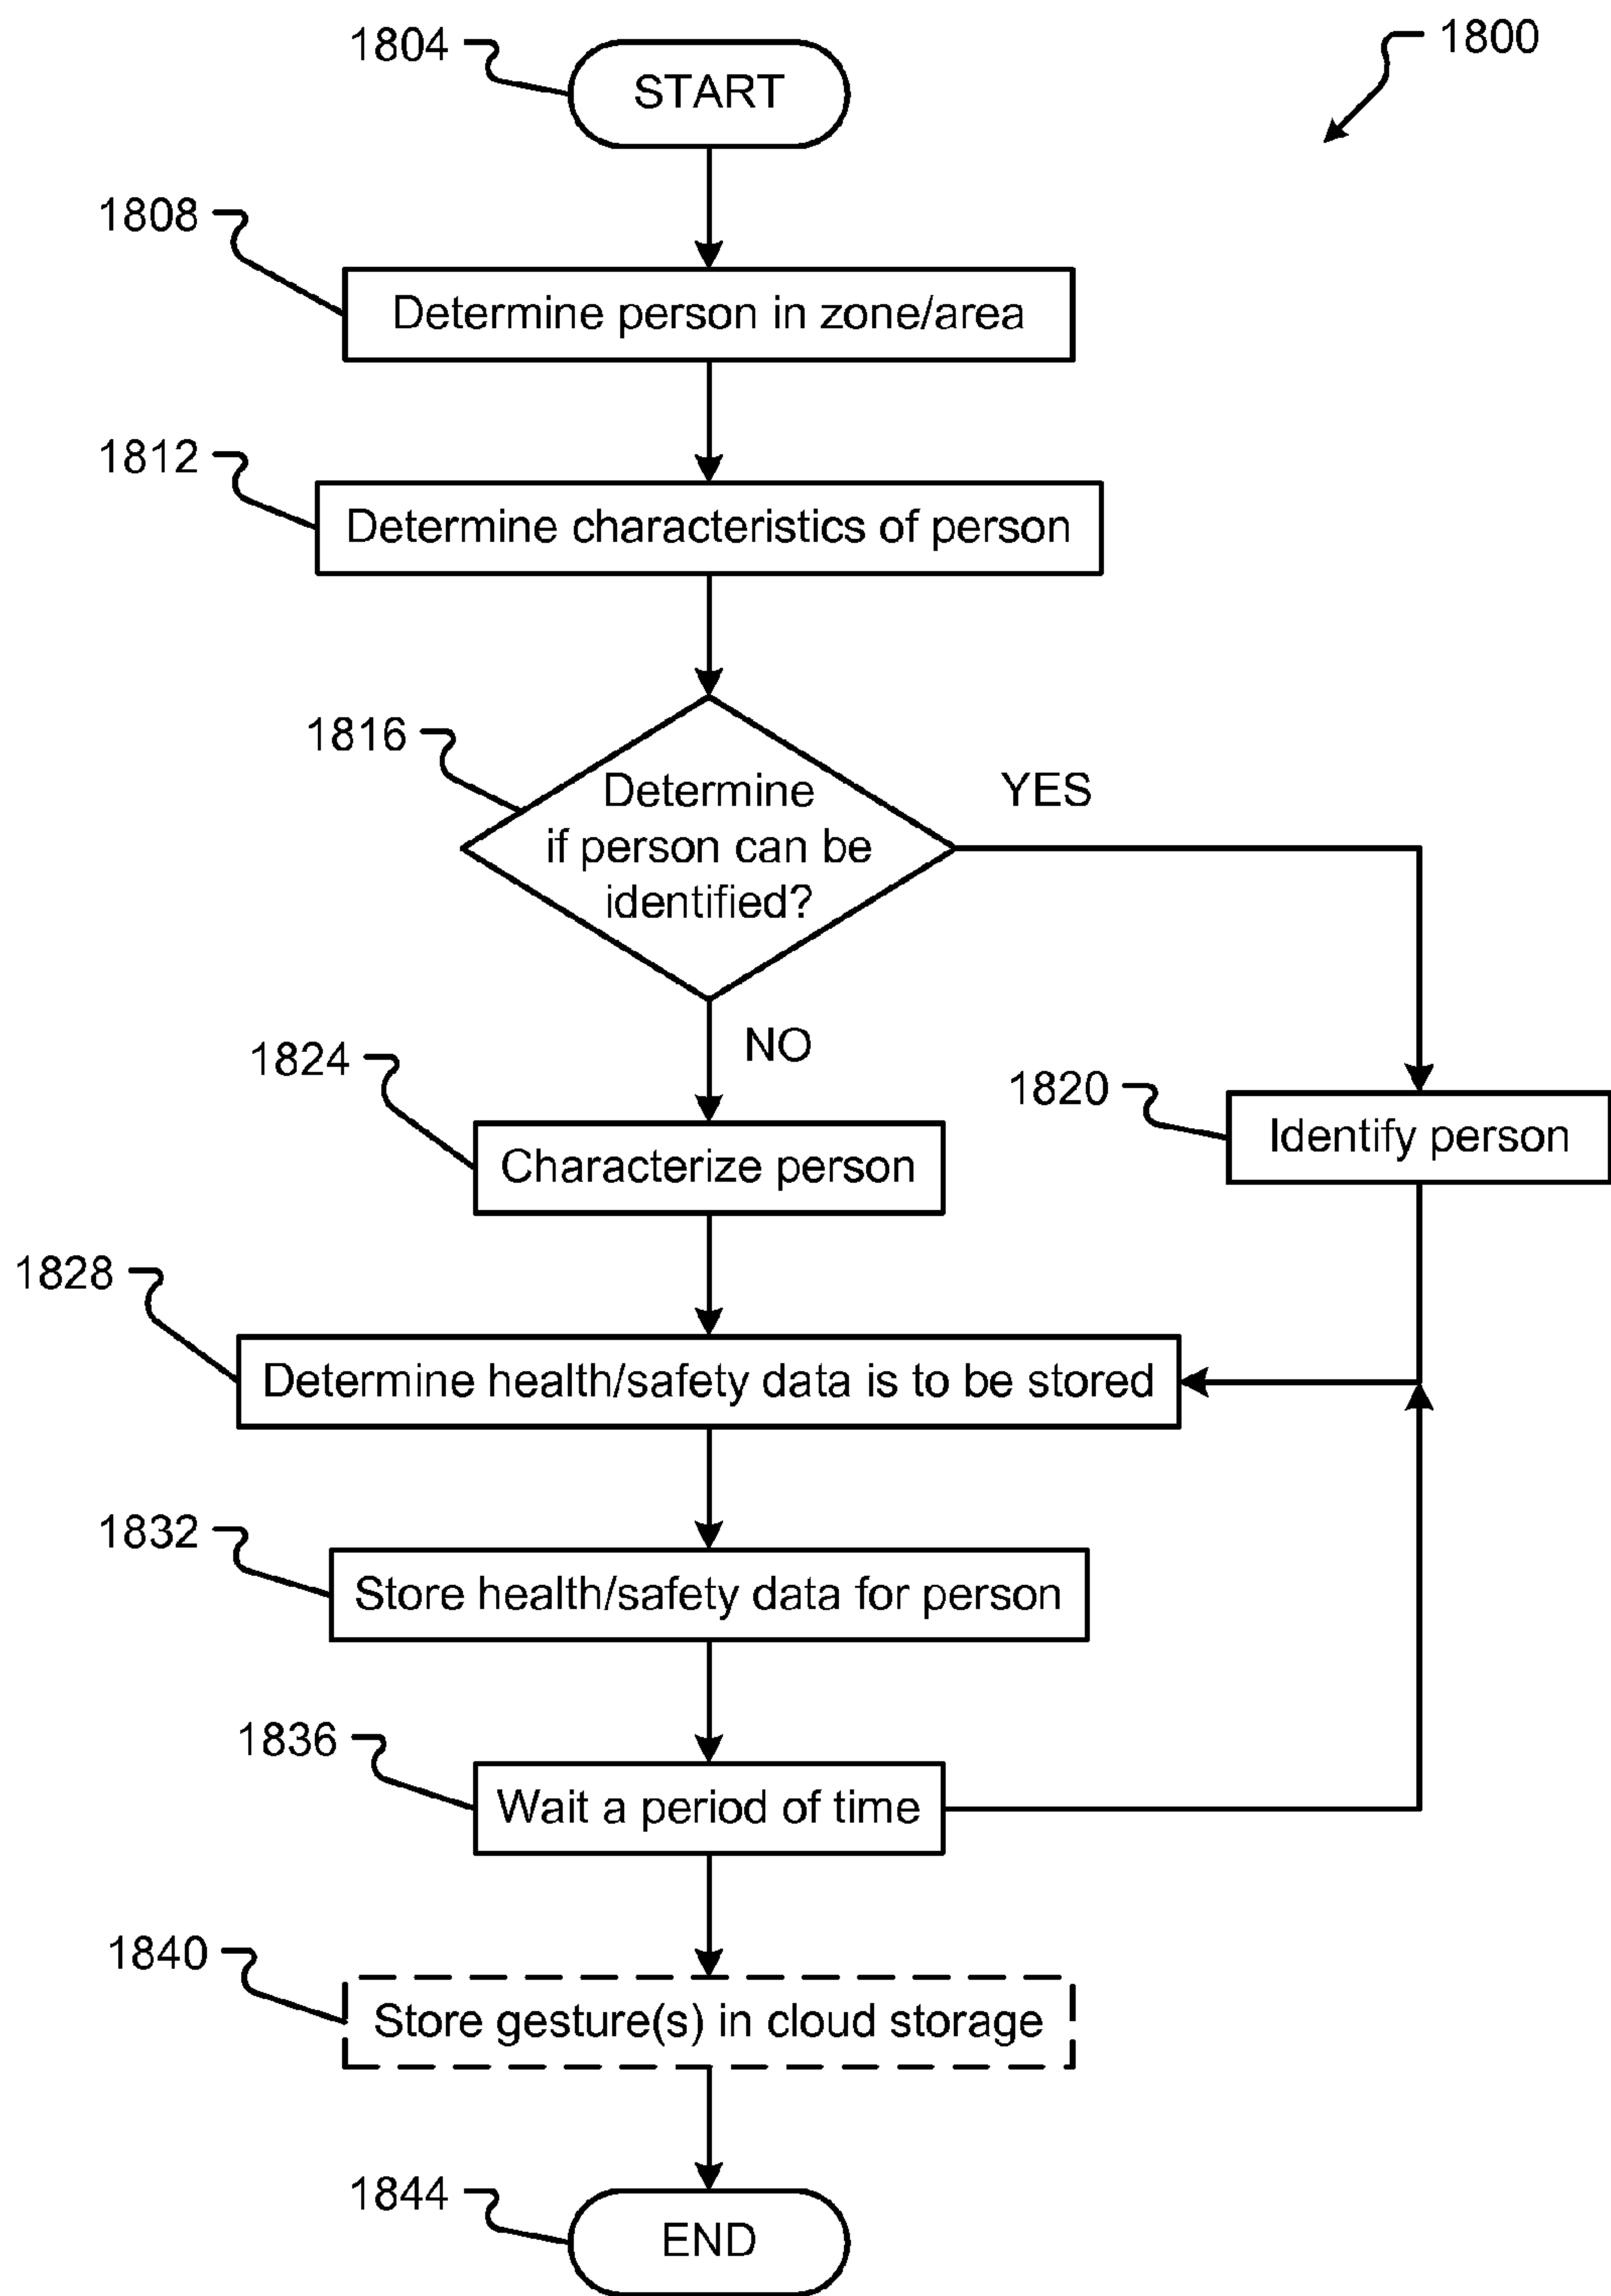 1804
START
1800
1808
Determine person in zone/area
1812
Determine characteristics of person
1816
Determine
if person can be
identified?
YES
NO
1824
Characterize person
1820
Identify person
1828
Determine health/safety data is to be stored
1832
Store health/safety data for person
1836
Wait a period of time
1840
Store gesture(s) in cloud storage
1844
END